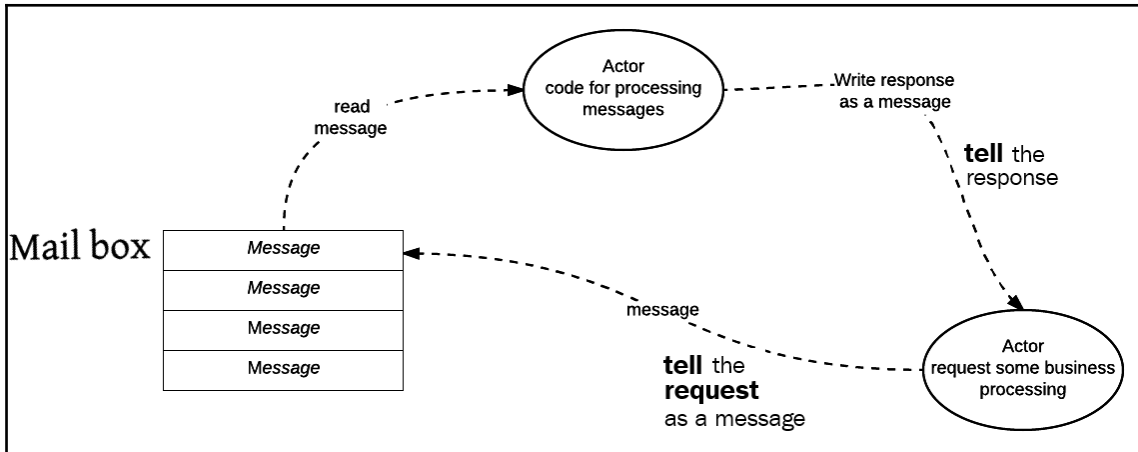 Actor
code for processing
messages
read
message
Write response
as a message
tell the
response
Mail box
Message
Message
Message
Message
message
tell the
request
as a message
Actor
request some business
processing